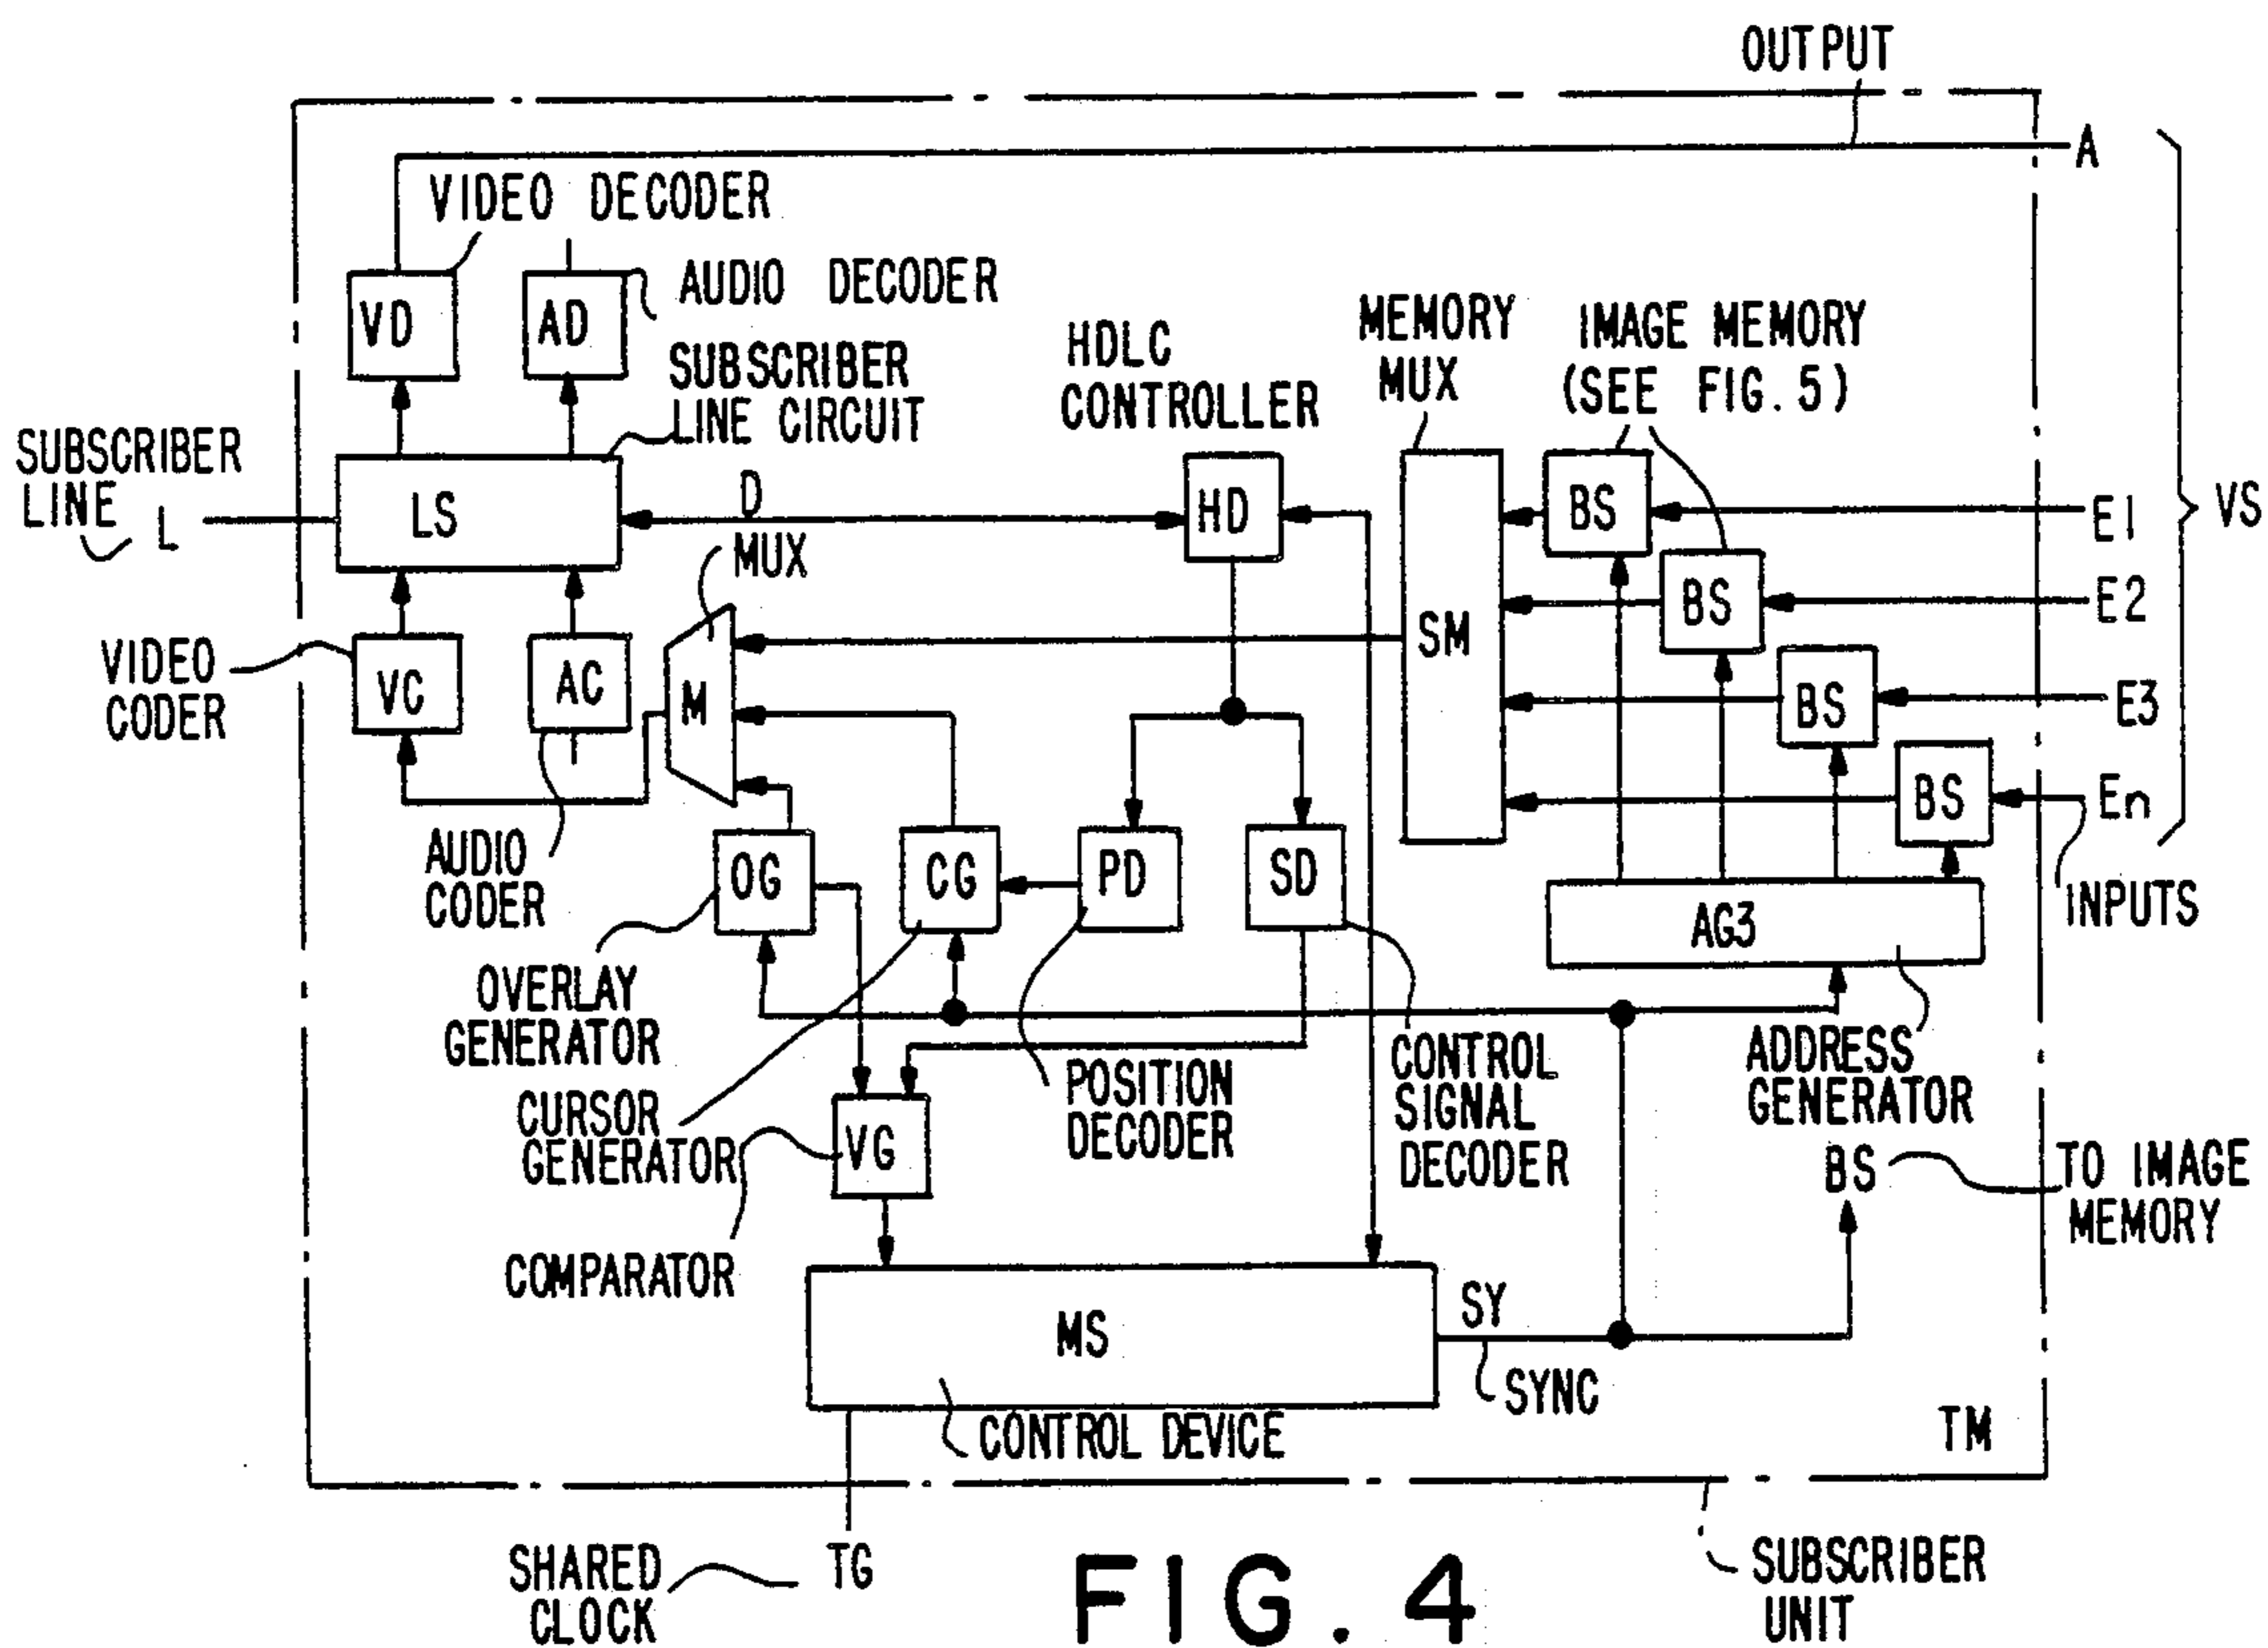 OUTPUT
A
VIDEO DECODER
VD
AD
AUDIO DECODER
SUBSCRIBER
LINE CIRCUIT
HDLC
CONTROLLER
MEMORY
MUX
IMAGE MEMORY
(SEE FIG. 5)
SUBSCRIBER
LINE L
LS
D
MUX
HD
BS
E1
VS
BS
E2
SM
VIDEO
CODER
VC
AC
M
BS
E3
BS
En
AUDIO
CODER
OG
CG
PD
SD
INPUTS
AG3
OVERLAY
GENERATOR
CURSOR
GENERATOR
POSITION
DECODER
CONTROL
SIGNAL
DECODER
ADDRESS
GENERATOR
VG
BS
TO IMAGE
MEMORY
COMPARATOR
MS
SY
SYNC
CONTROL DEVICE
TM
SHARED
CLOCK
TG
FIG. 4
SUBSCRIBER
UNIT